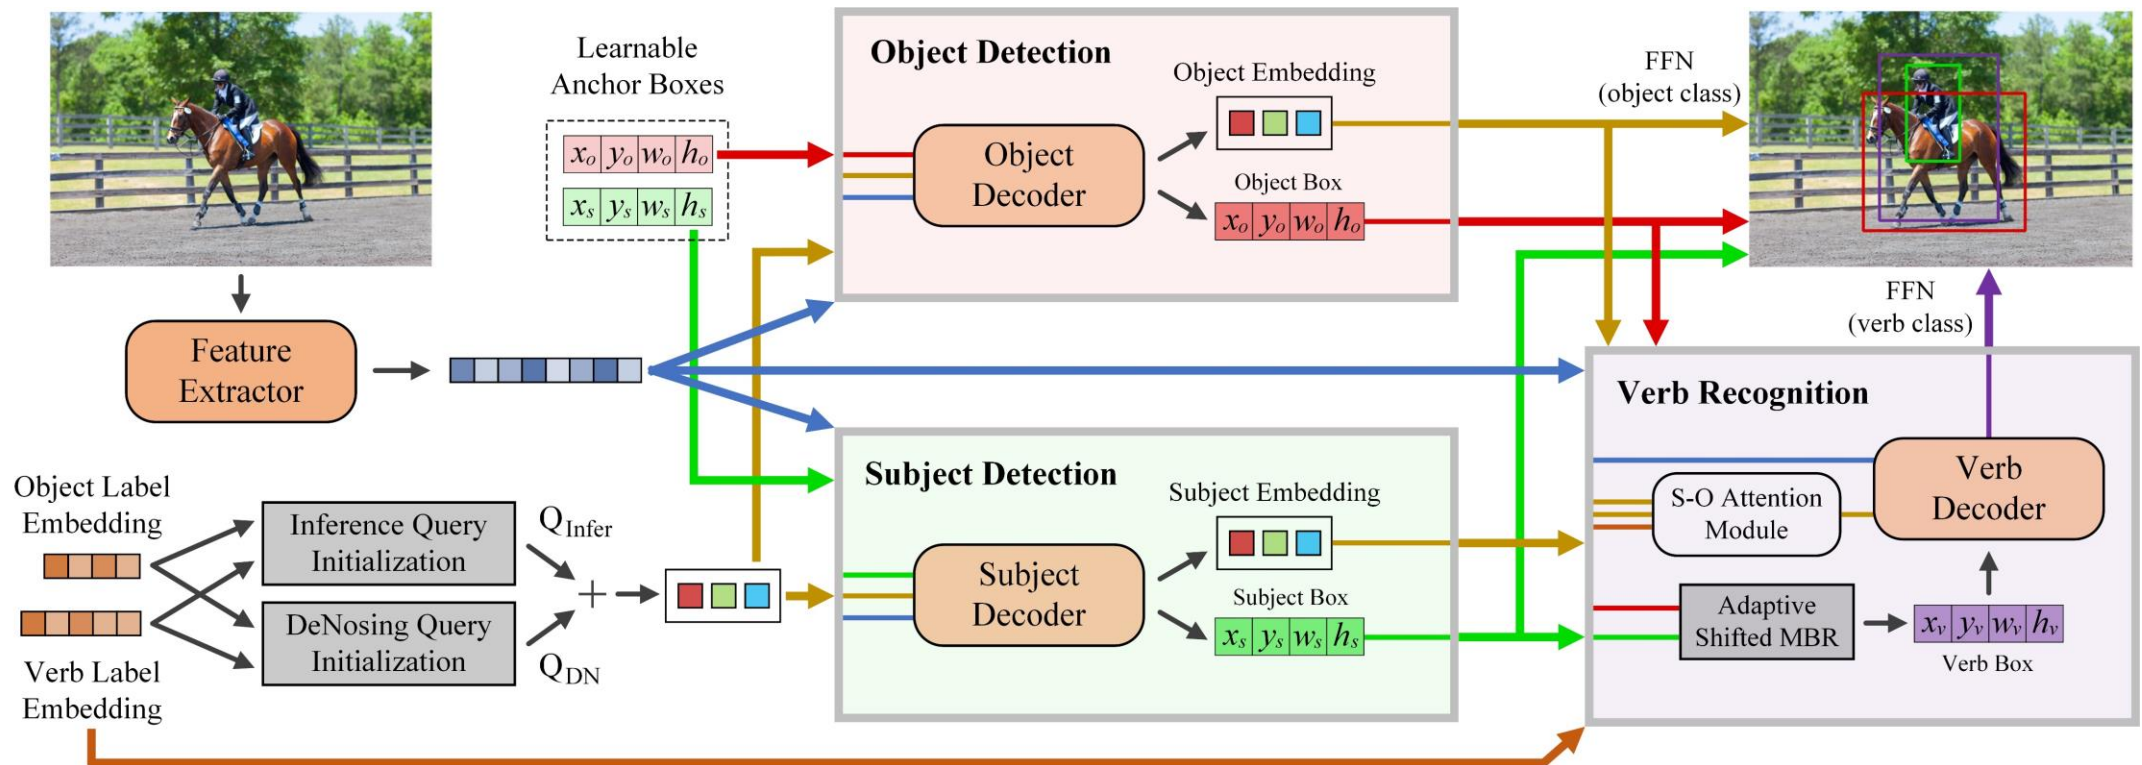 Learnable
Anchor Boxes
x_o y_o w_o h_o
x_s y_s w_s h_s
Object Detection
Object
Decoder
Object Embedding
Object Box
x_o y_o w_o h_o
FFN
(object class)
Feature
Extractor
FFN
(verb class)
Object Label
Embedding
Verb Label
Embedding
Inference Query
Initialization
DeNosing Query
Initialization
Q_Infer
+
Q_DN
Subject Detection
Subject
Decoder
Subject Embedding
Subject Box
x_s y_s w_s h_s
Verb Recognition
S-O Attention
Module
Verb
Decoder
Adaptive
Shifted MBR
x_v y_v w_v h_v
Verb Box